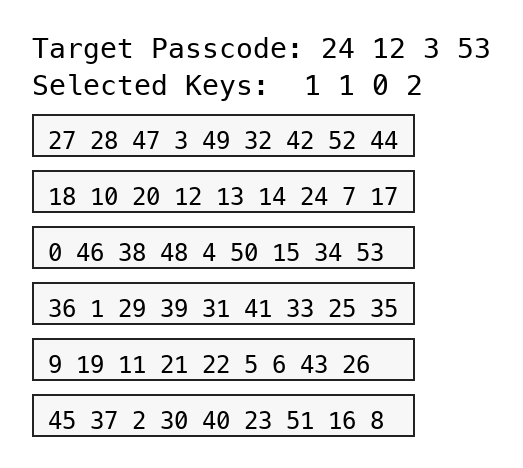 Target Passcode: 24 12 3 53
Selected Keys: 1 1 0 2
27 28 47 3 49 32 42 52 44
18 10 20 12 13 14 24 7 17
0 46 38 48 4 50 15 34 53
36 1 29 39 31 41 33 25 35
9 19 11 21 22 5 6 43 26
45 37 2 30 40 23 51 16 8